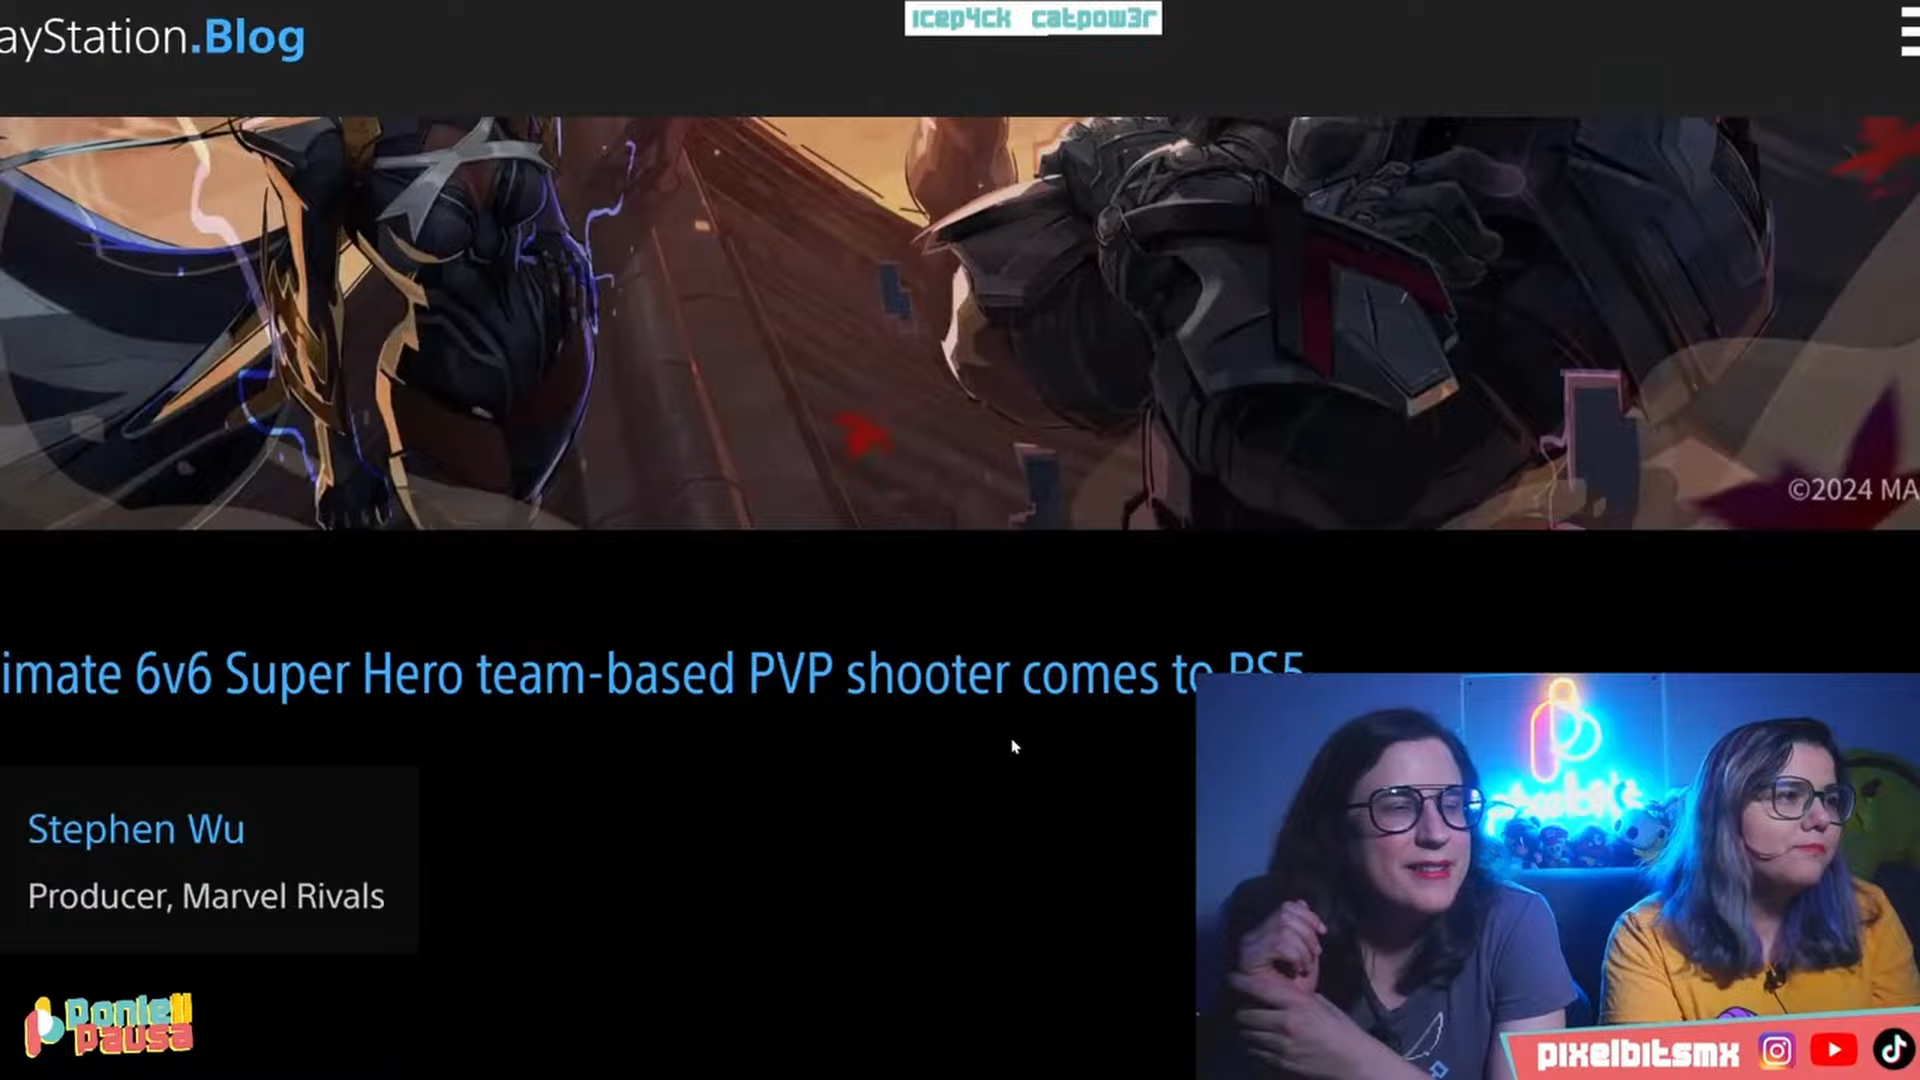 icep4ck catpow3r
ayStation.Blog
©2024 MA
imate 6v6 Super Hero team-based PVP shooter comes to PS5
Stephen Wu
Producer, Marvel Rivals
Ponle
Pausa
pixelbitsmx